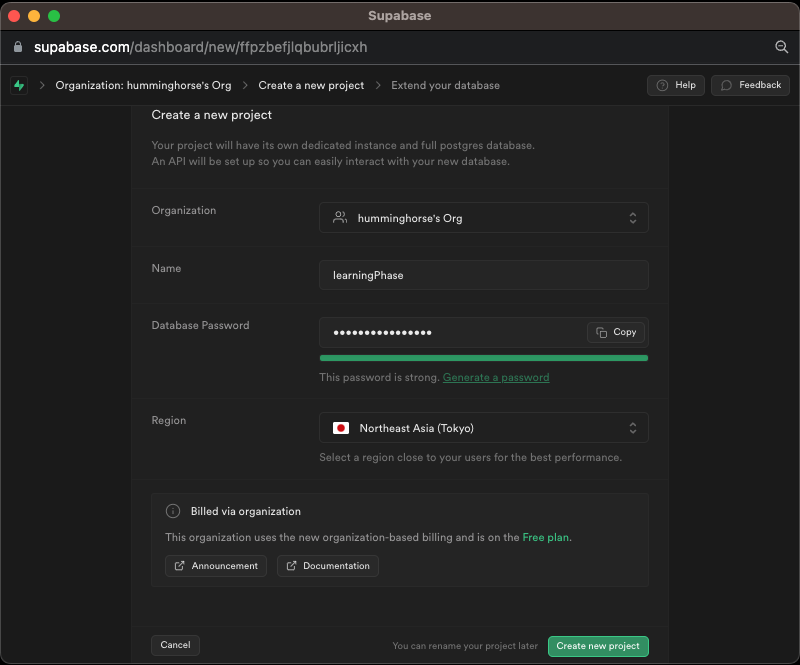 Supabase
supabase.com/dashboard/new/ffpzbefjlqbubrljicxh
Organization: humminghorse's Org > Create a new project > Extend your database
Help
Feedback
Create a new project
Your project will have its own dedicated instance and full postgres database.
An API will be set up so you can easily interact with your new database.
Organization
humminghorse's Org
Name
learningPhase
Database Password
••••••••••••••••
Copy
This password is strong. Generate a password
Region
Northeast Asia (Tokyo)
Select a region close to your users for the best performance.
Billed via organization
This organization uses the new organization-based billing and is on the Free plan.
Announcement
Documentation
Cancel
You can rename your project later
Create new project